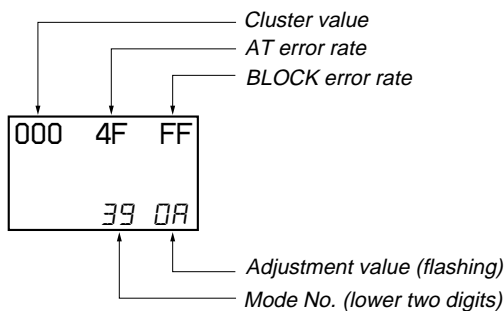 Cluster value
AT error rate
BLOCK error rate
000 4F FF
39 0A
Adjustment value (flashing)
Mode No. (lower two digits)